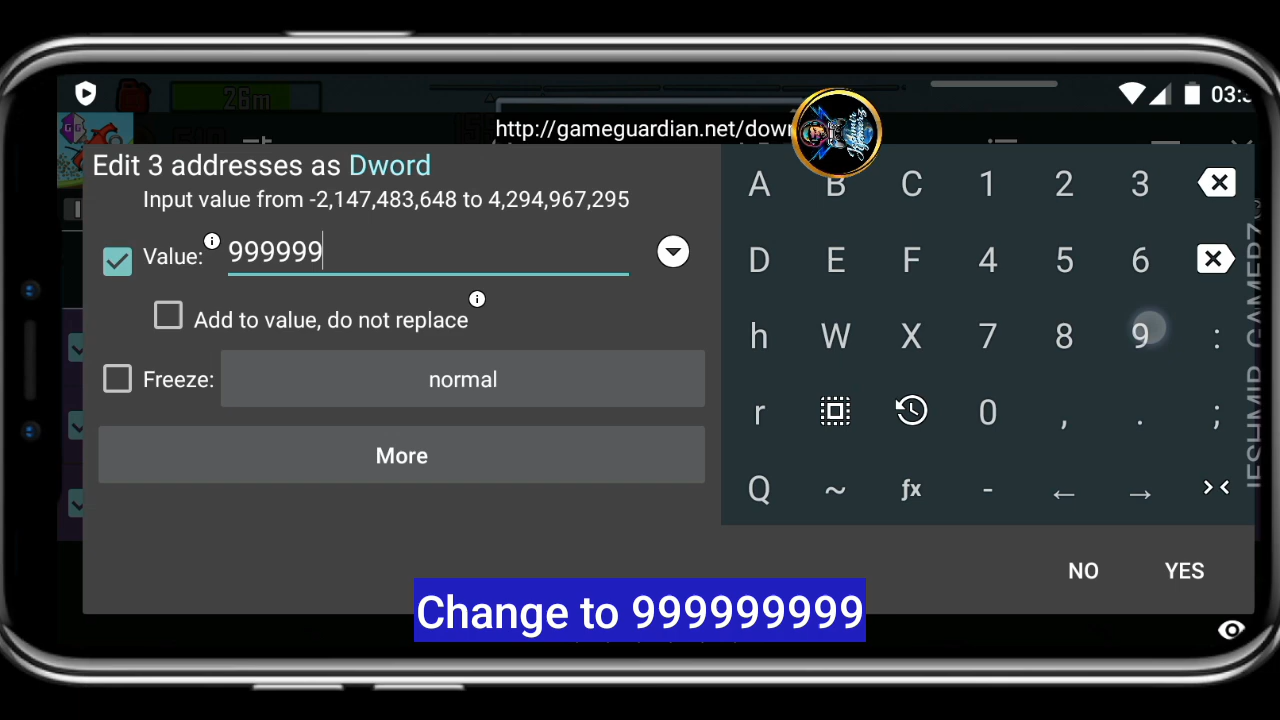 26m
03:
http://gameguardian.net/down
Edit 3 addresses as Dword
Input value from -2,147,483,648 to 4,294,967,295
Value: 999999
Add to value, do not replace
Freeze: normal
More
A B C 1 2 3
D E F 4 5 6
h W X 7 8 9 :
r 0 , . ;
Q ~ ƒx - ← → ><
NO YES
Change to 999999999